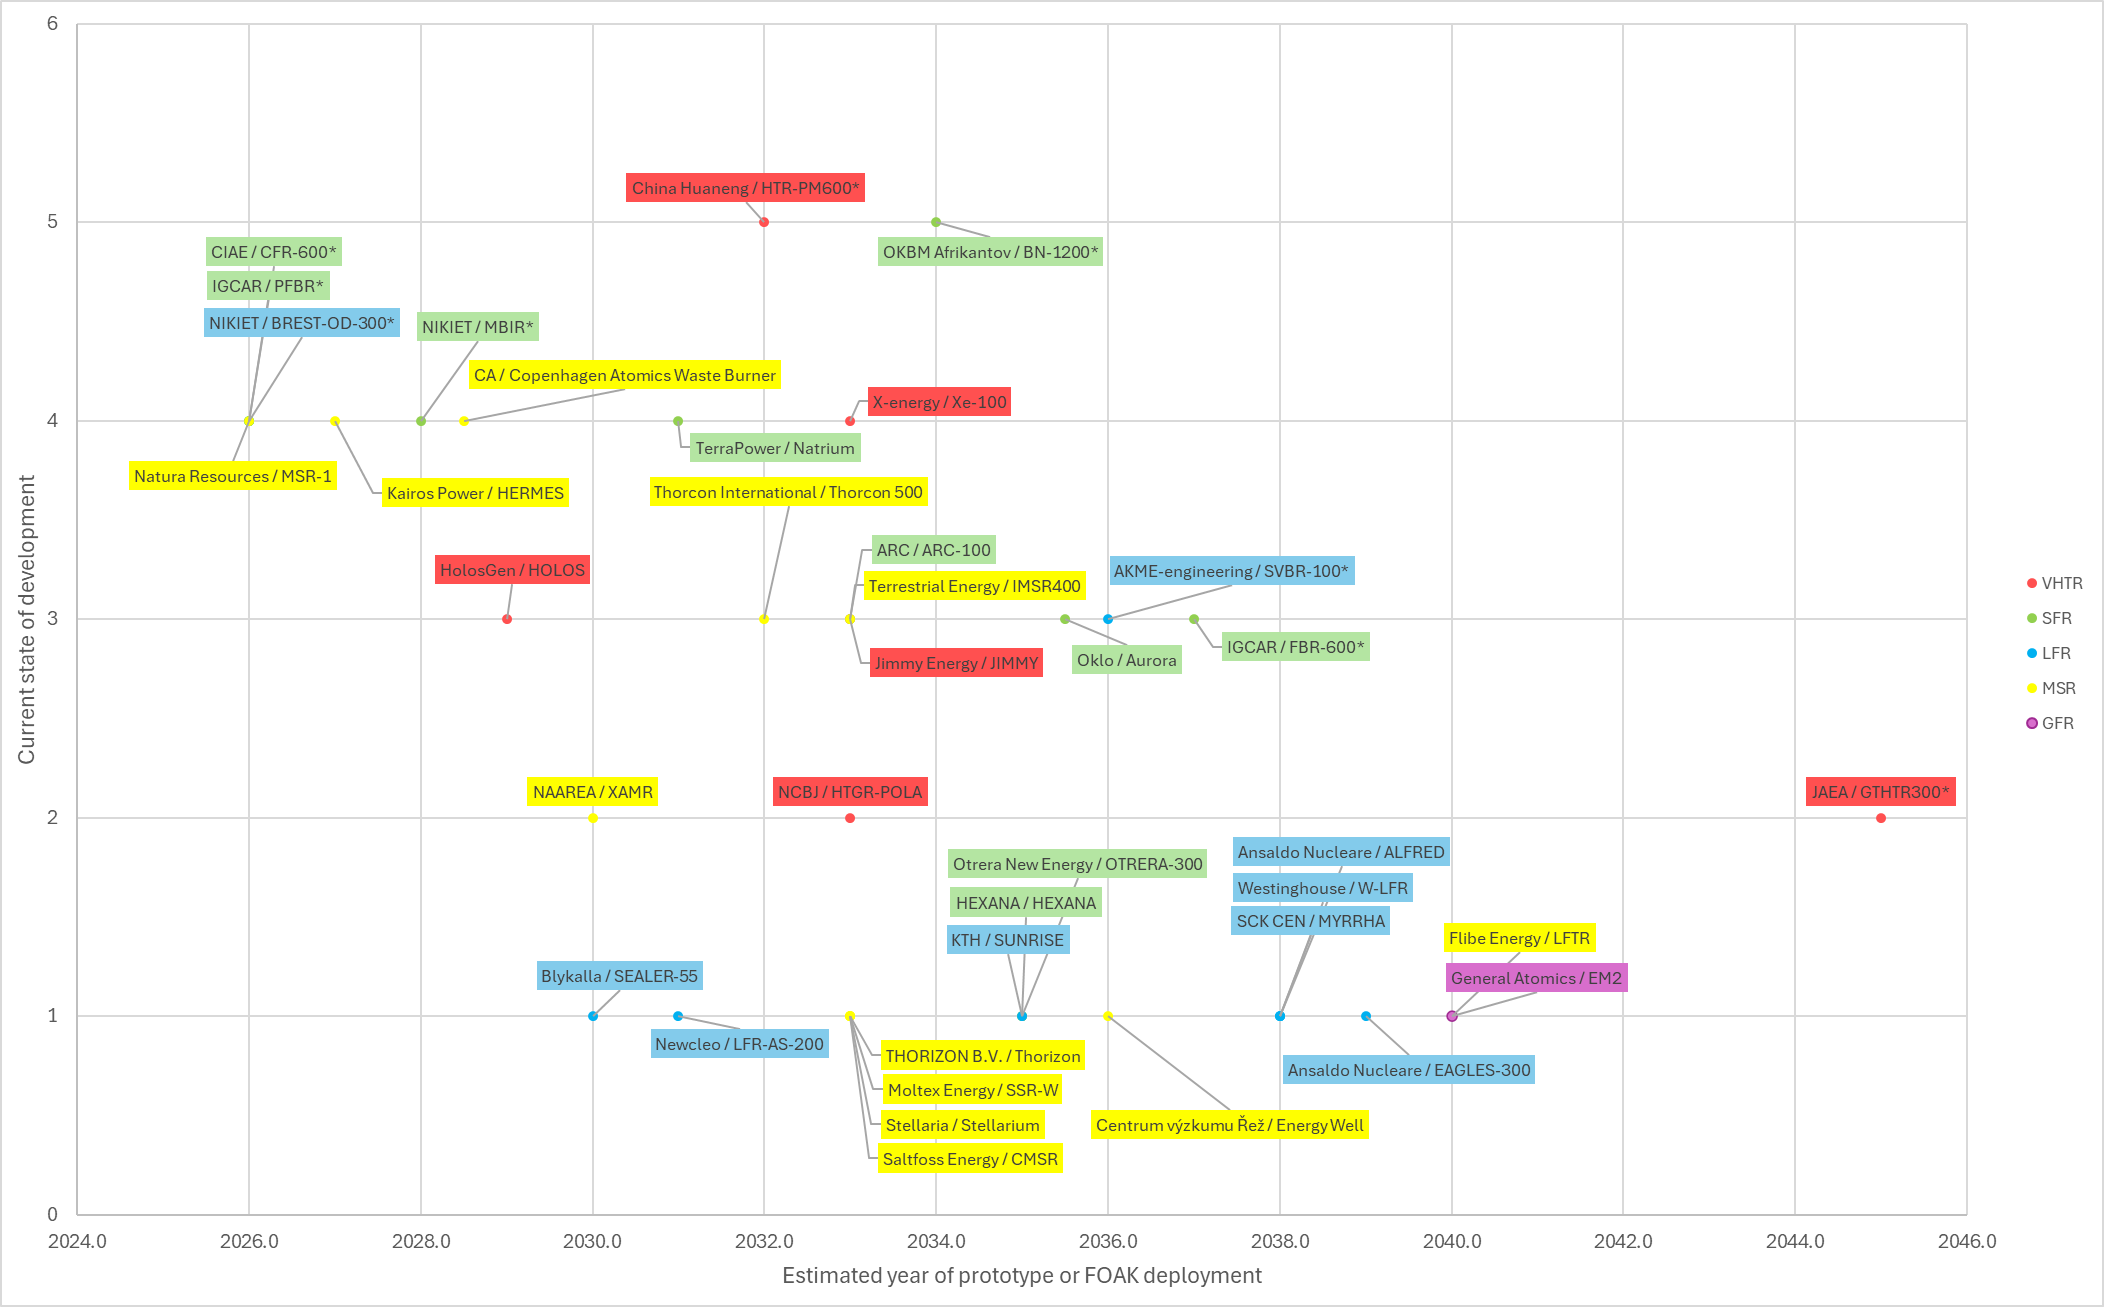 6
China Huaneng / HTR-PM600*
5
CIAE / CFR-600*
OKBM Afrikantov / BN-1200*
IGCAR / PFBR*
NIKIET / BREST-OD-300*
NIKIET / MBIR*
CA / Copenhagen Atomics Waste Burner
X-energy / Xe-100
4
TerraPower / Natrium
Natura Resources / MSR-1
Kairos Power / HERMES
Thorcon International / Thorcon 500
ARC / ARC-100
HolosGen / HOLOS
AKME-engineering / SVBR-100*
Terrestrial Energy / IMSR400
3
IGCAR / FBR-600*
Oklo / Aurora
Jimmy Energy / JIMMY
Current state of development
NAAREA / XAMR
NCBJ / HTGR-POLA
JAEA / GTHTR300*
2
Ansaldo Nucleare / ALFRED
Otrera New Energy / OTRERA-300
Westinghouse / W-LFR
HEXANA / HEXANA
SCK CEN / MYRRHA
KTH / SUNRISE
Flibe Energy / LFTR
Blykalla / SEALER-55
General Atomics / EM2
1
Newcleo / LFR-AS-200
THORIZON B.V. / Thorizon
Ansaldo Nucleare / EAGLES-300
Moltex Energy / SSR-W
Stellaria / Stellarium
Centrum výzkumu Řež / Energy Well
Saltfoss Energy / CMSR
0
2024.0 2026.0 2028.0 2030.0 2032.0 2034.0 2036.0 2038.0 2040.0 2042.0 2044.0 2046.0
Estimated year of prototype or FOAK deployment
VHTR
SFR
LFR
MSR
GFR